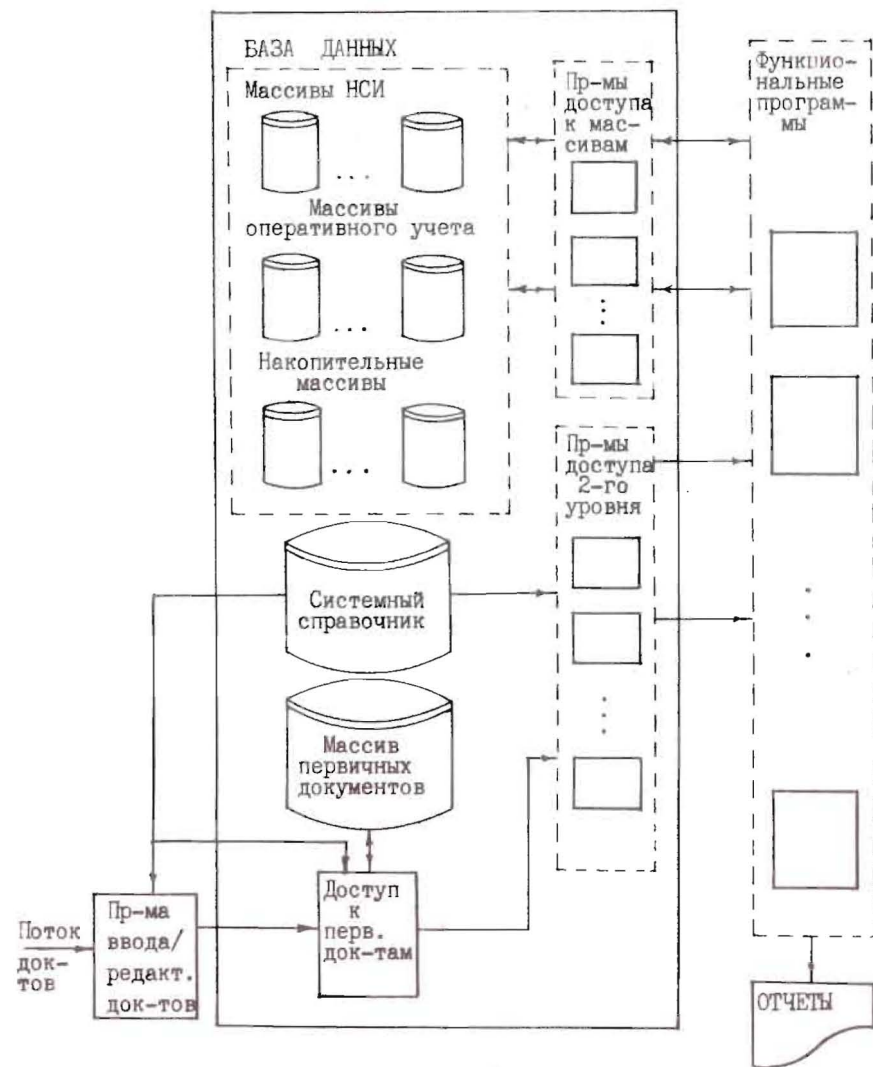 БАЗА ДАННЫХ
Массивы НСИ
...
Массивы
оперативного учета
...
Накопительные
массивы
...
Пр-мы
доступа
к мас-
сивам
Функцио-
нальные
програм-
мы
Пр-мы
доступа
2-го
уровня
Системный
справочник
Массив
первичных
документов
Поток
док-
тов
Пр-ма
ввода/
редакт.
док-тов
Доступ
к
перв.
док-там
ОТЧЕТЫ